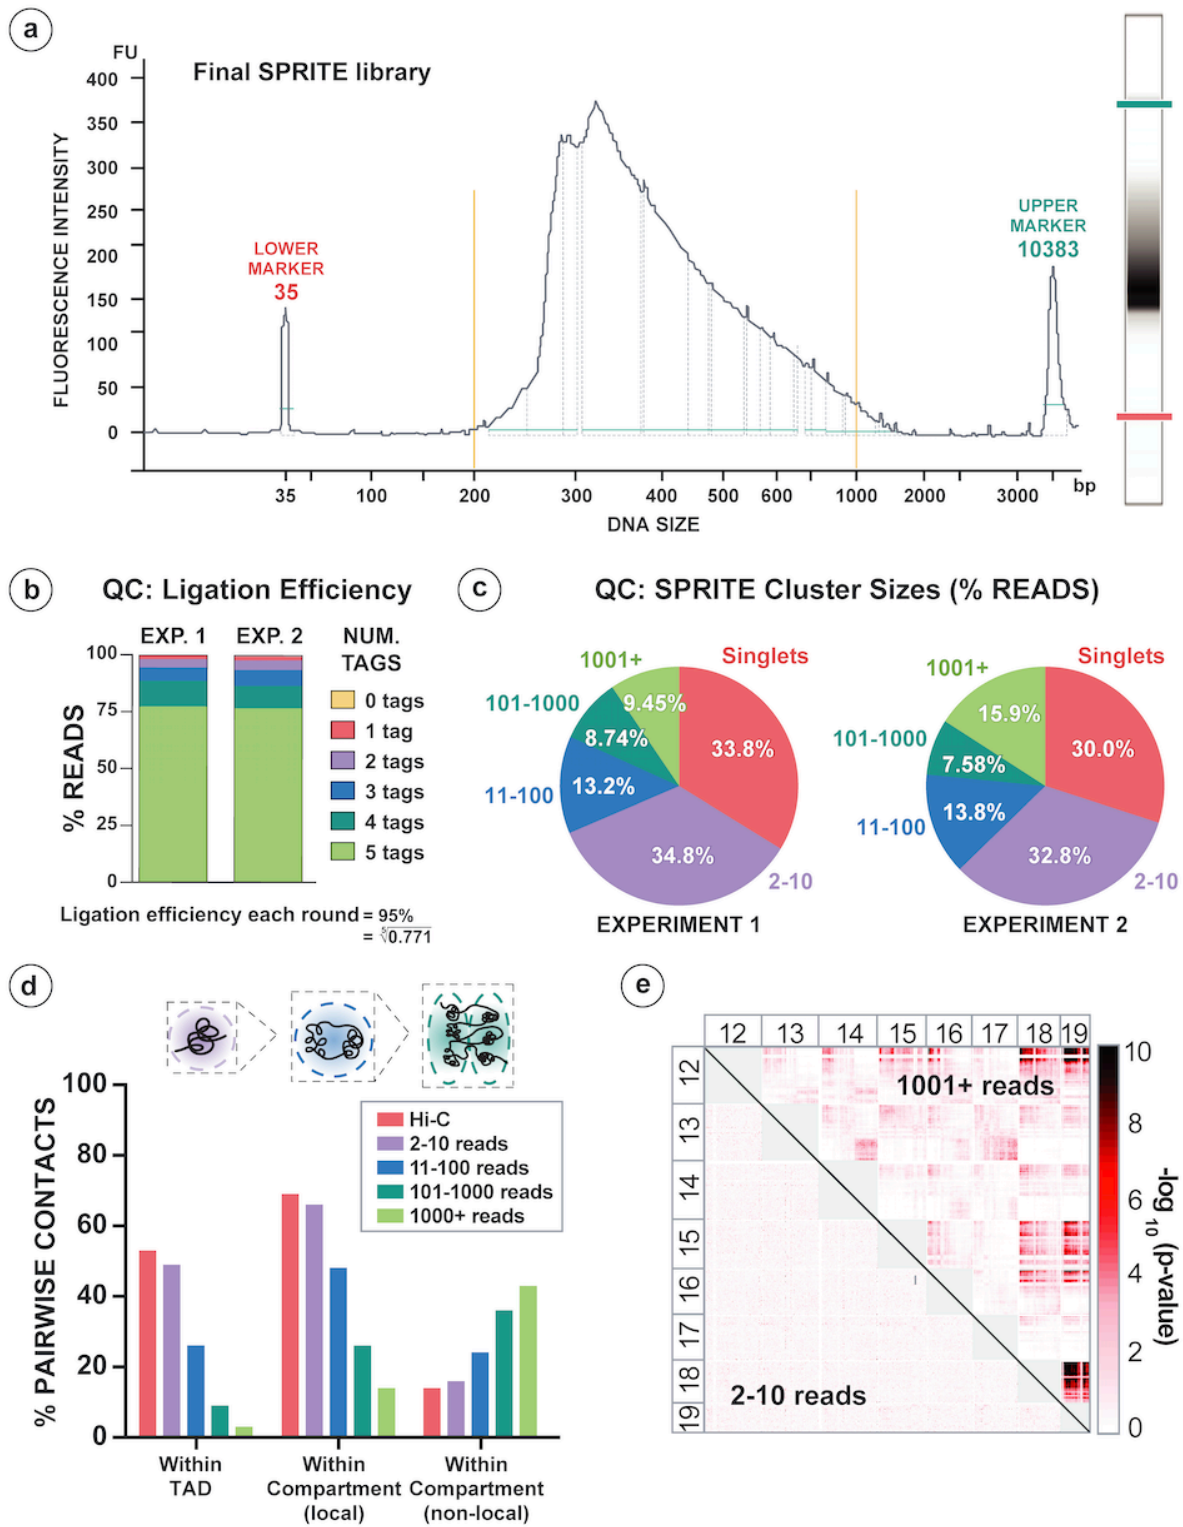 a
FU
Final SPRITE library
400
350
300
250
200
150
100
50
0
FLUORESCENCE INTENSITY
LOWER
MARKER
35
UPPER
MARKER
10383
35 100 200 300 400 500 600 1000 2000 3000 bp
DNA SIZE
b
QC: Ligation Efficiency
EXP. 1 EXP. 2
NUM.
TAGS
100
75
50
25
0
% READS
0 tags
1 tag
2 tags
3 tags
4 tags
5 tags
Ligation efficiency each round = 95%
= ⁵√0.771
c
QC: SPRITE Cluster Sizes (% READS)
1001+
Singlets
101-1000
9.45%
8.74%
33.8%
11-100
13.2%
34.8%
2-10
EXPERIMENT 1
1001+
Singlets
15.9%
101-1000
7.58%
30.0%
11-100
13.8%
32.8%
2-10
EXPERIMENT 2
d
100
80
60
40
20
0
% PAIRWISE CONTACTS
Hi-C
2-10 reads
11-100 reads
101-1000 reads
1000+ reads
Within
TAD
Within
Compartment
(local)
Within
Compartment
(non-local)
e
12 13 14 15 16 17 18 19
12
13
14
15
16
17
18
19
1001+ reads
2-10 reads
10
8
6
4
2
0
-log 10 (p-value)